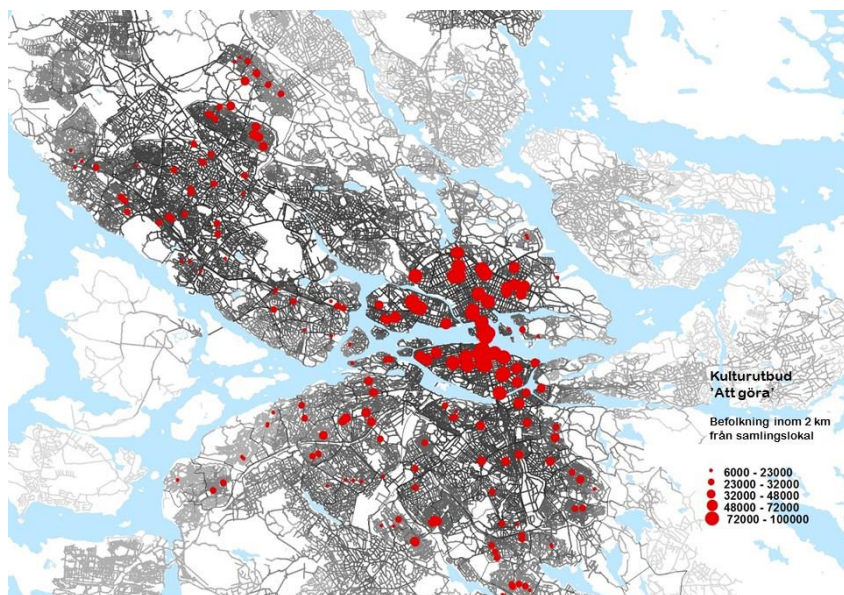 Kulturutbud
'Att göra'
Befolkning inom 2 km
från samlingslokal
6000 - 23000
23000 - 32000
32000 - 48000
48000 - 72000
72000 - 100000